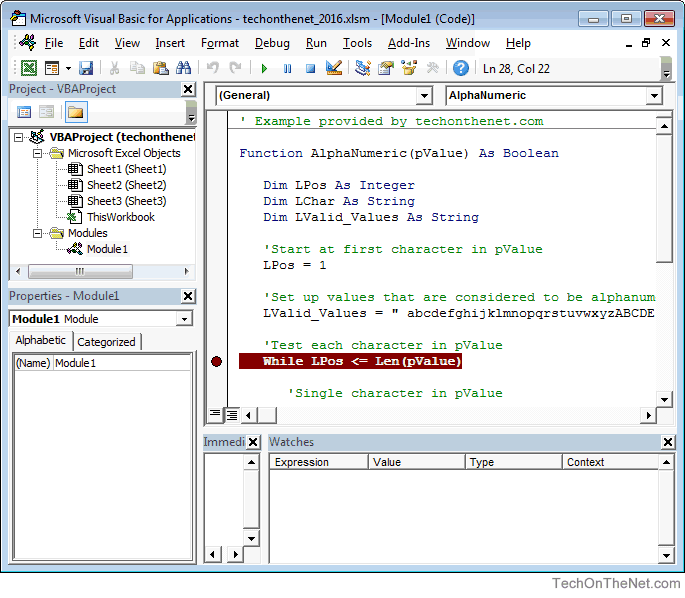 Microsoft Visual Basic for Applications - techonthenet_2016.xlsm - [Module1 (Code)]
File Edit View Insert Format Debug Run Tools Add-Ins Window Help
Ln 28, Col 22
Project - VBAProject
VBAProject (techonthenet
Microsoft Excel Objects
Sheet1 (Sheet1)
Sheet2 (Sheet2)
Sheet3 (Sheet3)
ThisWorkbook
Modules
Module1
Properties - Module1
Module1 Module
Alphabetic Categorized
(Name) Module1
(General) AlphaNumeric
' Example provided by techonthenet.com
Function AlphaNumeric(pValue) As Boolean
Dim LPos As Integer
Dim LChar As String
Dim LValid_Values As String
'Start at first character in pValue
LPos = 1
'Set up values that are considered to be alphanum
LValid_Values = " abcdefghijklmnopqrstuvwxyzABCDE
'Test each character in pValue
While LPos <= Len(pValue)
'Single character in pValue
Immedi
Watches
Expression Value Type Context
TechOnTheNet.com